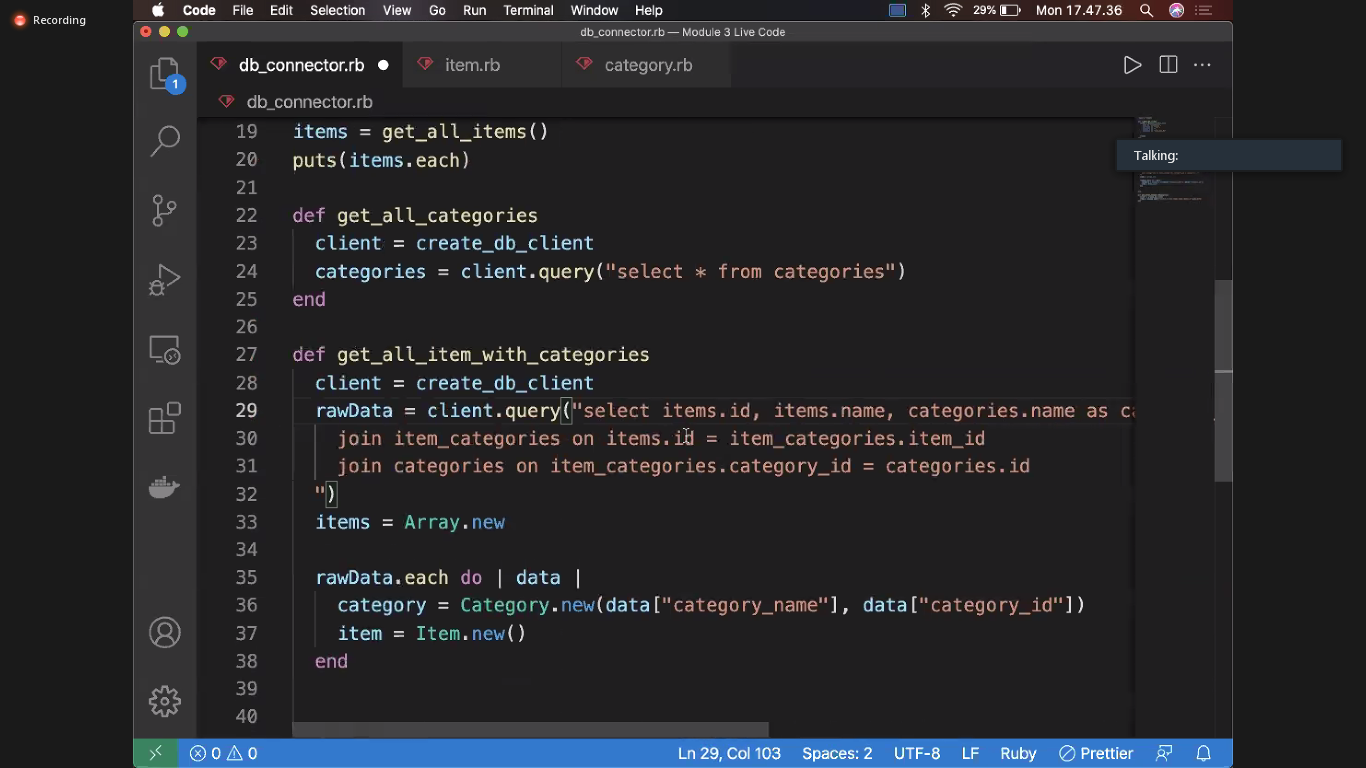 Recording
Code File Edit Selection View Go Run Terminal Window Help 29% Mon 17.47.36
db_connector.rb — Module 3 Live Code
db_connector.rb item.rb category.rb
1
db_connector.rb
Talking:
19 items = get_all_items()
20 puts(items.each)
21
22 def get_all_categories
23 client = create_db_client
24 categories = client.query("select * from categories")
25 end
26
27 def get_all_item_with_categories
28 client = create_db_client
29 rawData = client.query("select items.id, items.name, categories.name as ca
30 join item_categories on items.id = item_categories.item_id
31 join categories on item_categories.category_id = categories.id
32 ")
33 items = Array.new
34
35 rawData.each do | data |
36 category = Category.new(data["category_name"], data["category_id"])
37 item = Item.new()
38 end
39
40
0 0 Ln 29, Col 103 Spaces: 2 UTF-8 LF Ruby Prettier